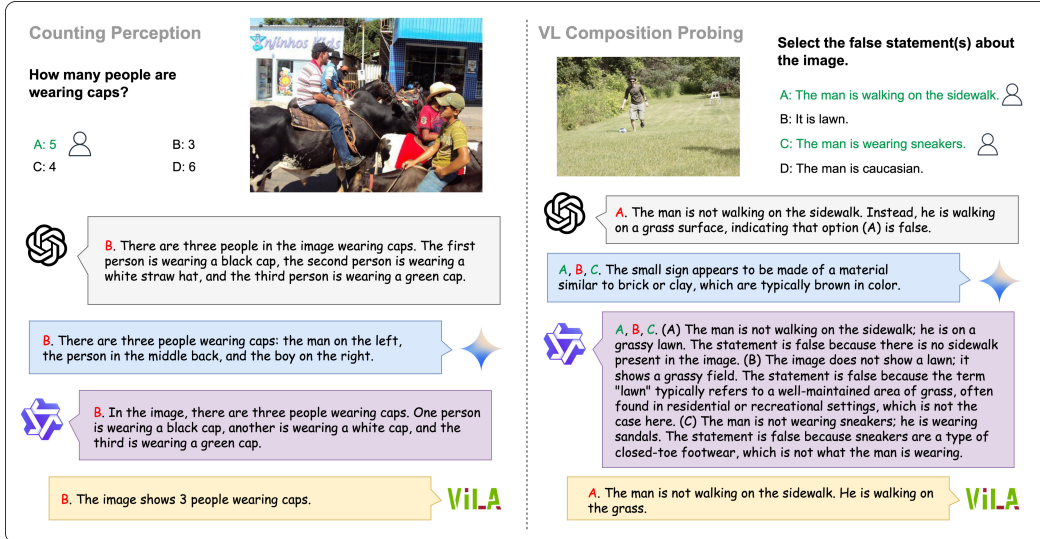 Counting Perception
How many people are
wearing caps?
A: 5
B: 3
C: 4
D: 6
njinhos Kids
B. There are three people in the image wearing caps. The first
person is wearing a black cap, the second person is wearing a
white straw hat, and the third person is wearing a green cap.
B. There are three people wearing caps: the man on the left,
the person in the middle back, and the boy on the right.
B. In the image, there are three people wearing caps. One person
is wearing a black cap, another is wearing a white cap, and the
third is wearing a green cap.
B. The image shows 3 people wearing caps.
ViLA
VL Composition Probing
Select the false statement(s) about
the image.
A: The man is walking on the sidewalk.
B: It is lawn.
C: The man is wearing sneakers.
D: The man is caucasian.
A. The man is not walking on the sidewalk. Instead, he is walking
on a grass surface, indicating that option (A) is false.
A, B, C. The small sign appears to be made of a material
similar to brick or clay, which are typically brown in color.
A, B, C. (A) The man is not walking on the sidewalk; he is on a
grassy lawn. The statement is false because there is no sidewalk
present in the image. (B) The image does not show a lawn; it
shows a grassy field. The statement is false because the term
"lawn" typically refers to a well-maintained area of grass, often
found in residential or recreational settings, which is not the
case here. (C) The man is not wearing sneakers; he is wearing
sandals. The statement is false because sneakers are a type of
closed-toe footwear, which is not what the man is wearing.
A. The man is not walking on the sidewalk. He is walking on
the grass.
ViLA